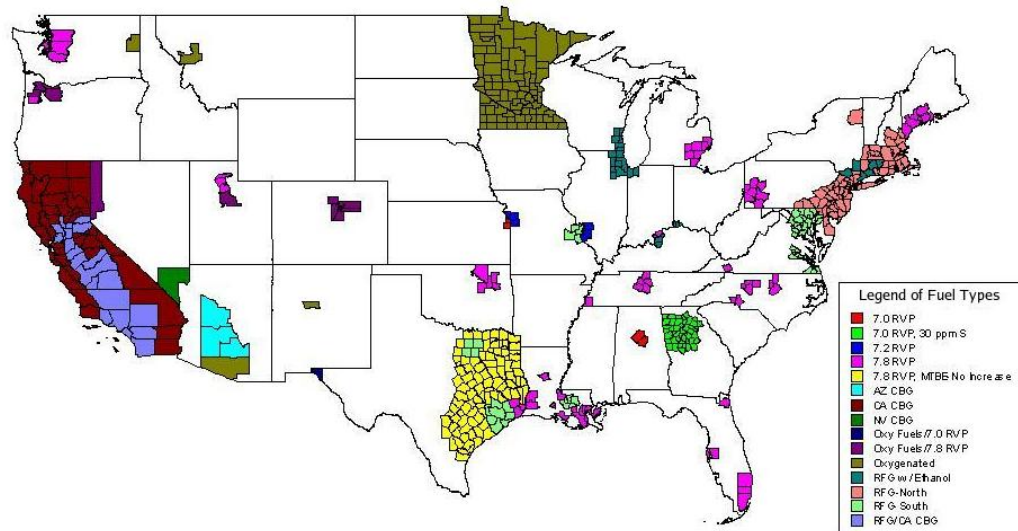 Legend of Fuel Types
7.0 RVP
7.0 RVP, 30 ppm S
7.2 RVP
7.8 RVP
7.8 RVP, MTBE-No Increase
AZ CBG
CA CBG
NV CBG
Oxy Fuels/7.0 RVP
Oxy Fuels/7.8 RVP
Oxygenated
RFG w/Ethanol
RFG-North
RFG South
RFG/CA CBG